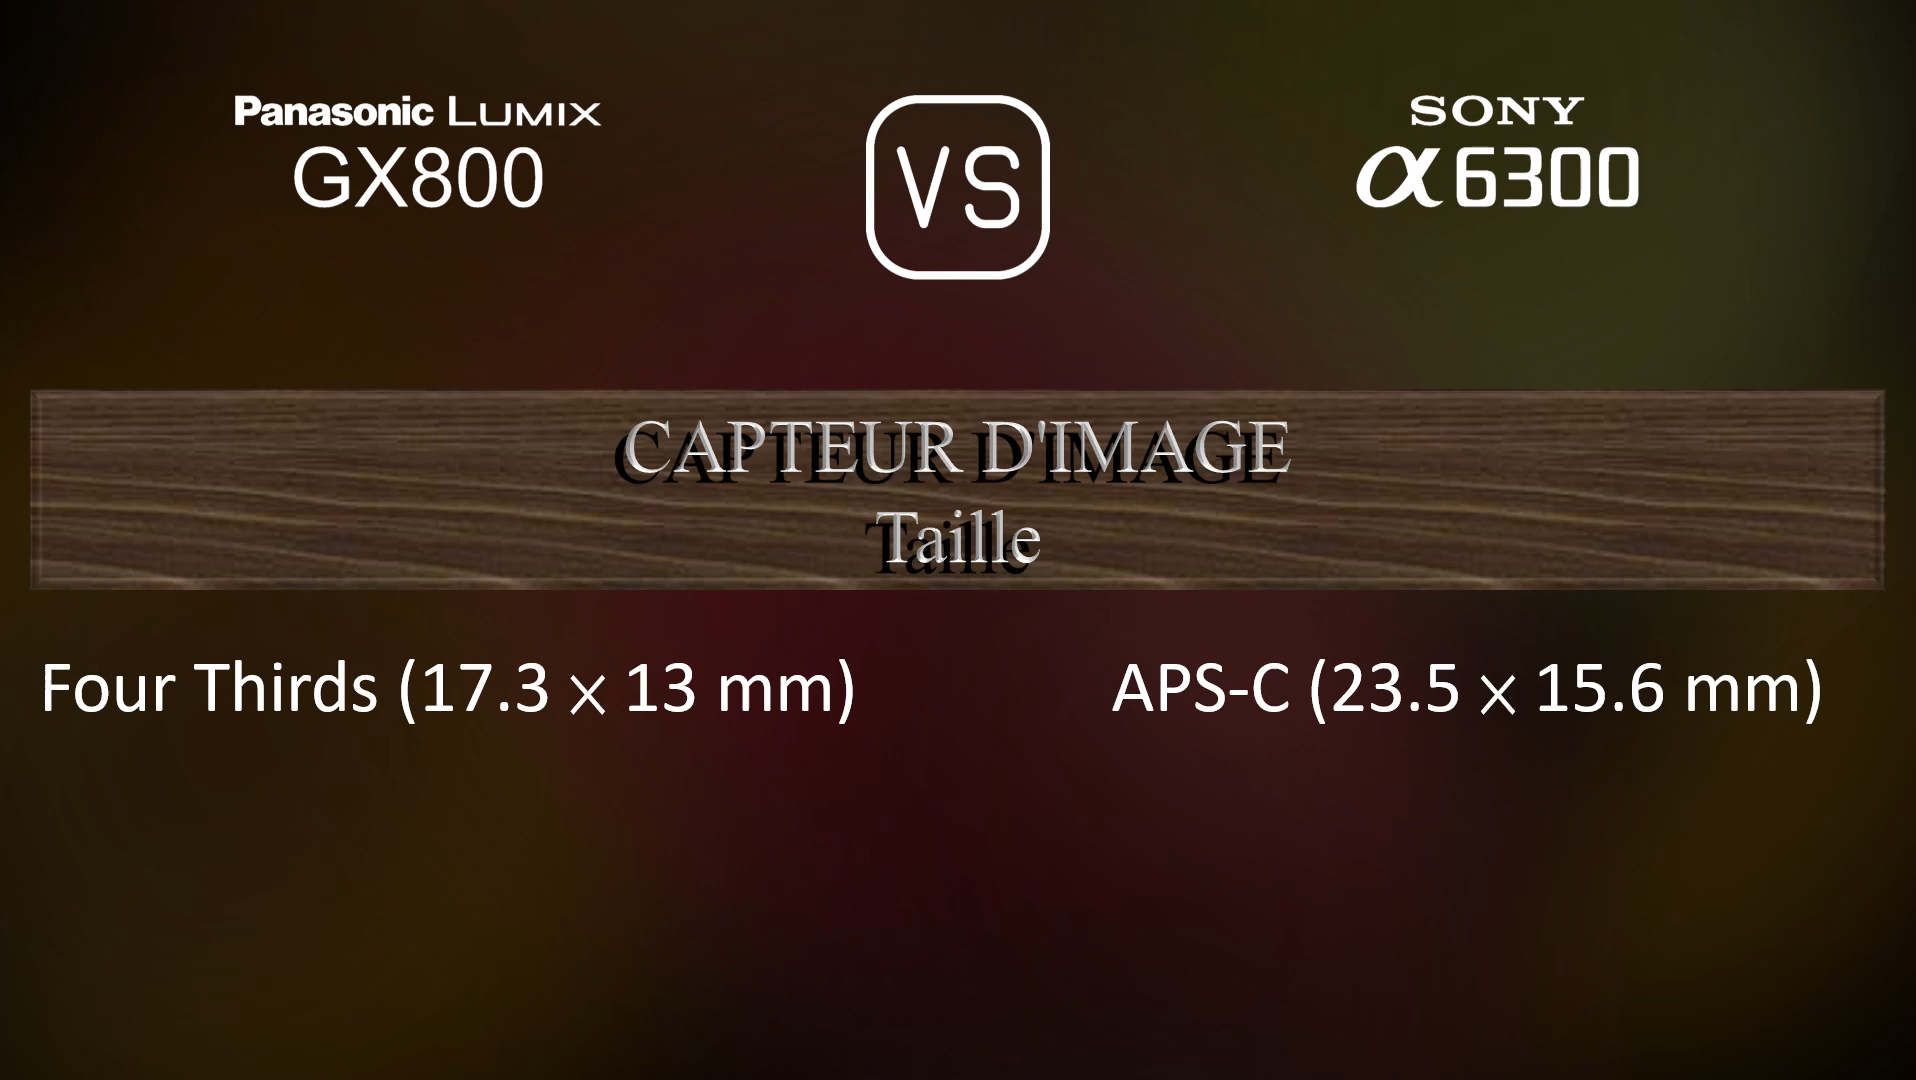 Panasonic LUMIX
GX800
VS
SONY
α6300
CAPTEUR D'IMAGE
Taille
Four Thirds (17.3 x 13 mm)
APS-C (23.5 x 15.6 mm)